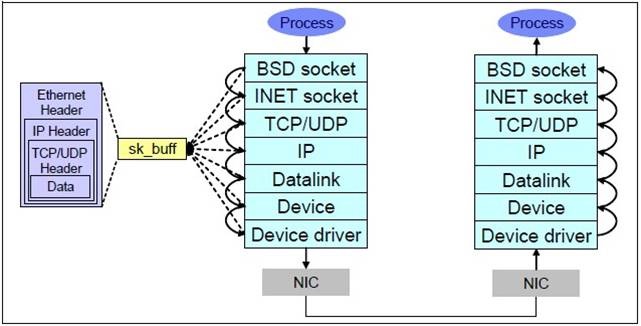 Process
Process
Ethernet
Header
IP Header
TCP/UDP
Header
Data
sk_buff
BSD socket
INET socket
TCP/UDP
IP
Datalink
Device
Device driver
NIC
BSD socket
INET socket
TCP/UDP
IP
Datalink
Device
Device driver
NIC